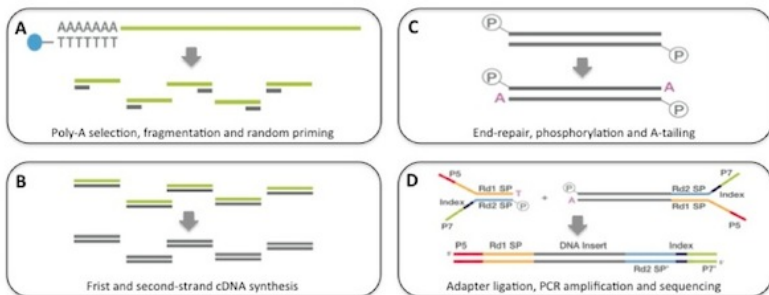 A
AAAAAAA
TTTTTTT
Poly-A selection, fragmentation and random priming
B
Frist and second-strand cDNA synthesis
C
P
P
P
A
A
P
End-repair, phosphorylation and A-tailing
D
P5
Rd1 SP
T
Index
Rd2 SP
P
P7
+
P
A
Rd2 SP
Rd1 SP
P7
Index
P5
P5
Rd1 SP
DNA Insert
Index
Rd2 SP'
P7'
Adapter ligation, PCR amplification and sequencing